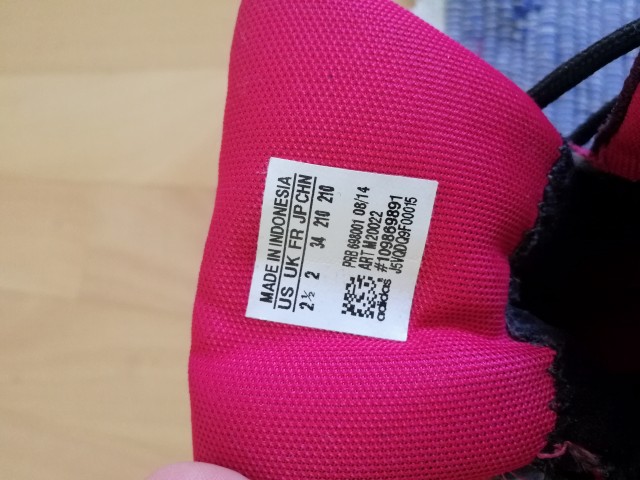 MADE IN INDONESIA
US UK FR JP CHN
2½ 2 34 210 210
PRB 698001 08/14
ART M20022
#109869891
adidas J5VQDQ9F00015